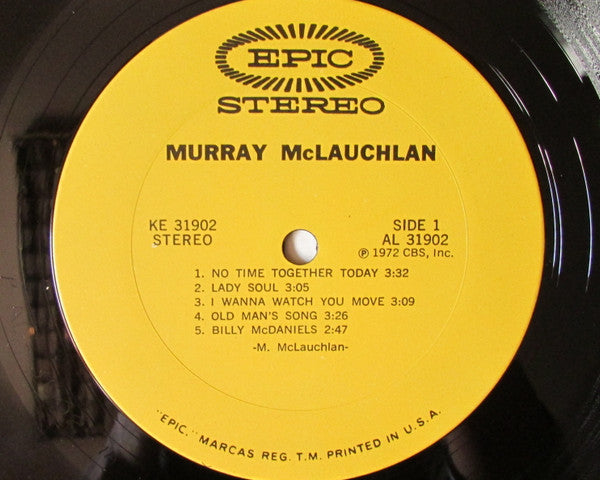 EPIC
STEREO
MURRAY McLAUCHLAN
KE 31902
STEREO
SIDE 1
AL 31902
℗ 1972 CBS, Inc.
1. NO TIME TOGETHER TODAY 3:32
2. LADY SOUL 3:05
3. I WANNA WATCH YOU MOVE 3:09
4. OLD MAN'S SONG 3:26
5. BILLY McDANIELS 2:47
-M. McLauchlan-
"EPIC," MARCAS REG. T.M. PRINTED IN U.S.A.